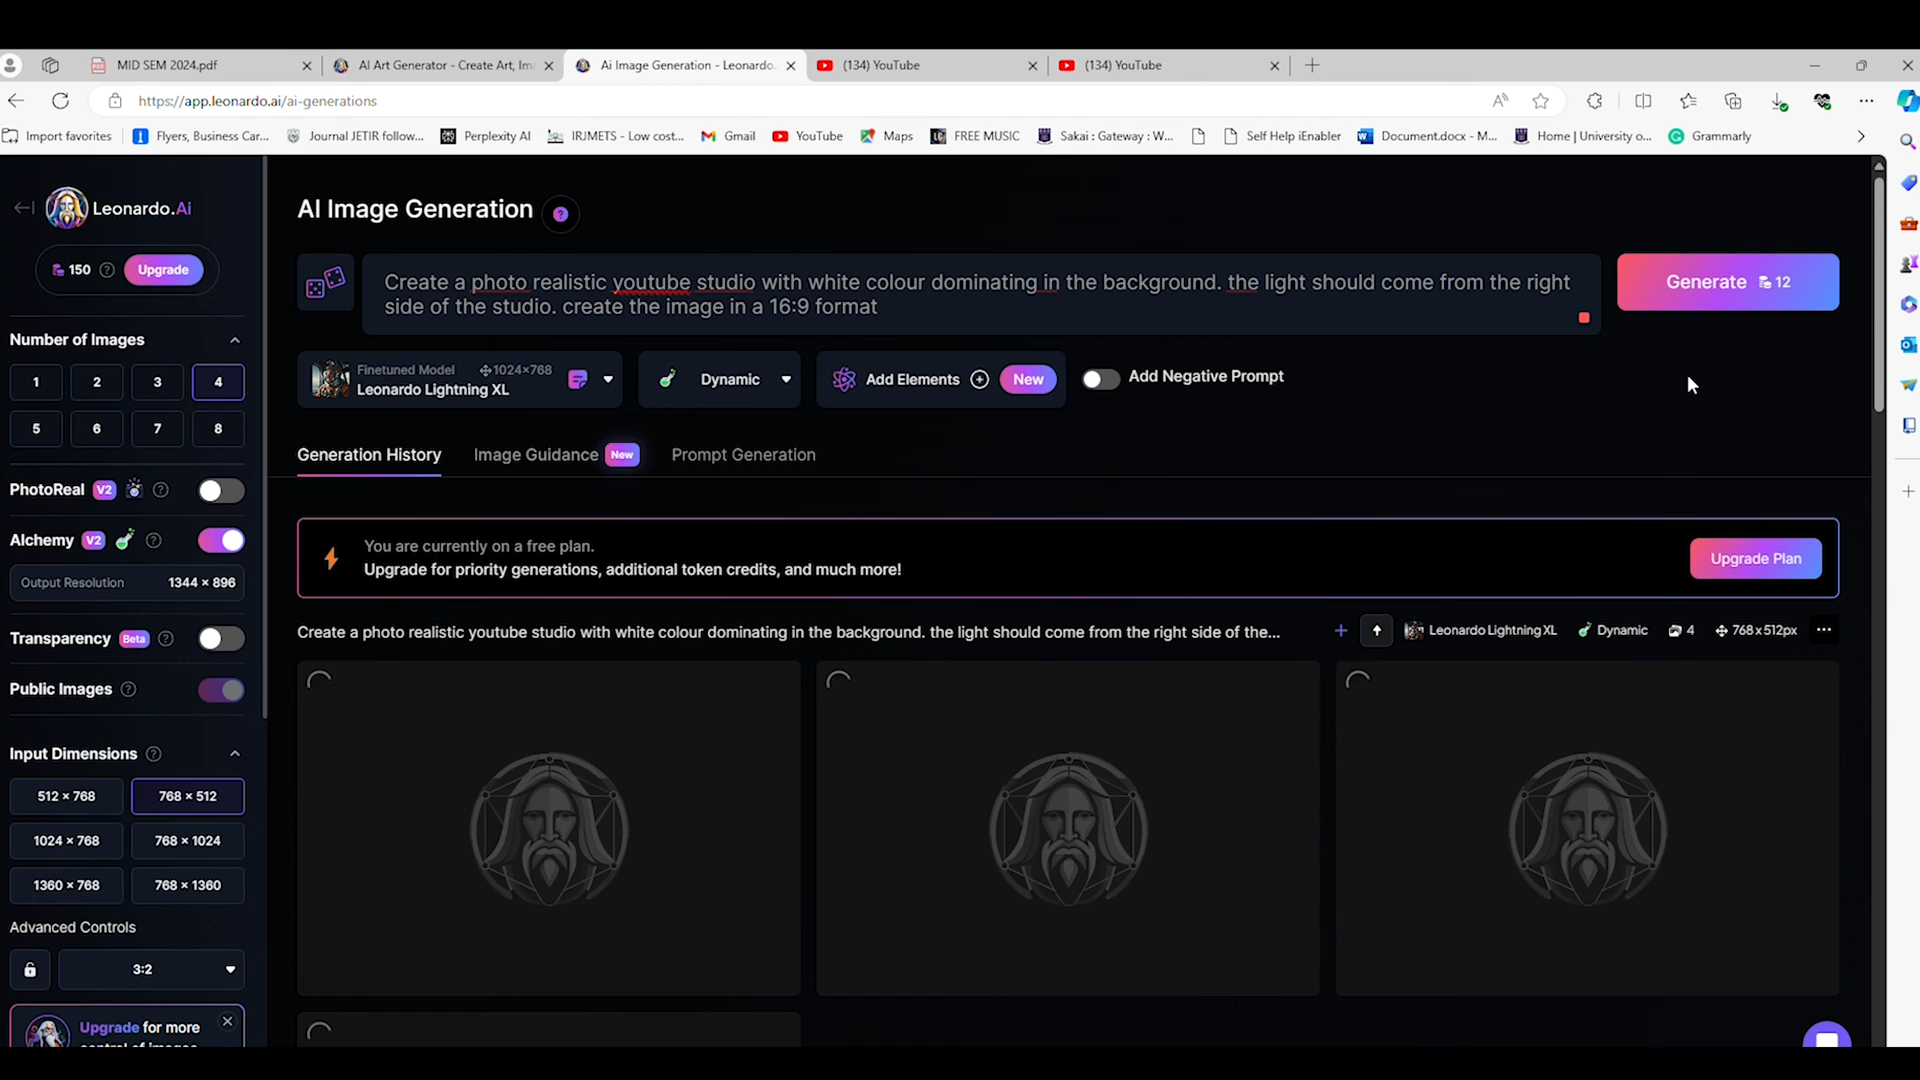 MID SEM 2024.pdf
AI Art Generator - Create Art, Im
Ai Image Generation - Leonardo.
(134) YouTube
(134) YouTube
https://app.leonardo.ai/ai-generations
Import favorites
Flyers, Business Car...
Journal JETIR follow...
Perplexity AI
IRJMETS - Low cost...
Gmail
YouTube
Maps
FREE MUSIC
Sakai : Gateway : W...
Self Help iEnabler
Document.docx - M...
Home | University o...
Grammarly
Leonardo.Ai
150
Upgrade
AI Image Generation
Create a photo realistic youtube studio with white colour dominating in the background. the light should come from the right
side of the studio. create the image in a 16:9 format
Generate 12
Number of Images
1 2 3 4
5 6 7 8
Finetuned Model 1024×768
Leonardo Lightning XL
Dynamic
Add Elements
New
Add Negative Prompt
Generation History
Image Guidance New
Prompt Generation
PhotoReal V2
Alchemy V2
Output Resolution 1344 × 896
Transparency Beta
Public Images
You are currently on a free plan.
Upgrade for priority generations, additional token credits, and much more!
Upgrade Plan
Create a photo realistic youtube studio with white colour dominating in the background. the light should come from the right side of the...
Leonardo Lightning XL
Dynamic
4
768 x 512px
Input Dimensions
512 × 768
768 × 512
1024 × 768
768 × 1024
1360 × 768
768 × 1360
Advanced Controls
3:2
Upgrade for more